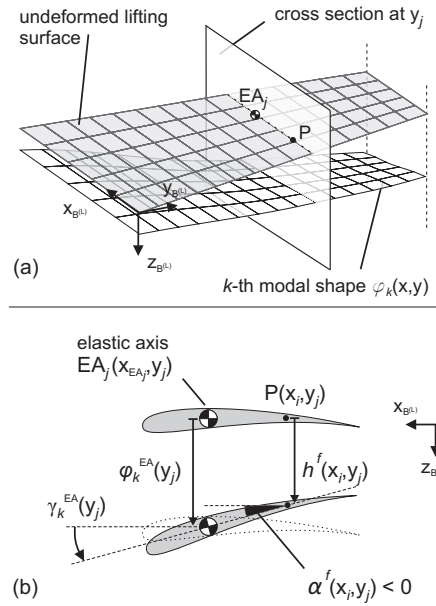 undeformed lifting
surface
cross section at y_j
EA_j
P
x_B(L)
y_B(L)
z_B(L)
(a)
k-th modal shape φ_k(x,y)
elastic axis
EA_j(x_EA_j,y_j)
P(x_i,y_j)
x_B(L)
z_B
φ_k^EA(y_j)
h^f(x_i,y_j)
γ_k^EA(y_j)
(b)
α^f(x_i,y_j) < 0